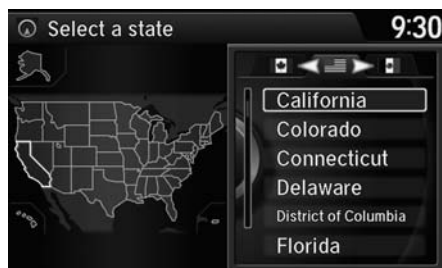 Select a state
9:30
California
Colorado
Connecticut
Delaware
District of Columbia
Florida